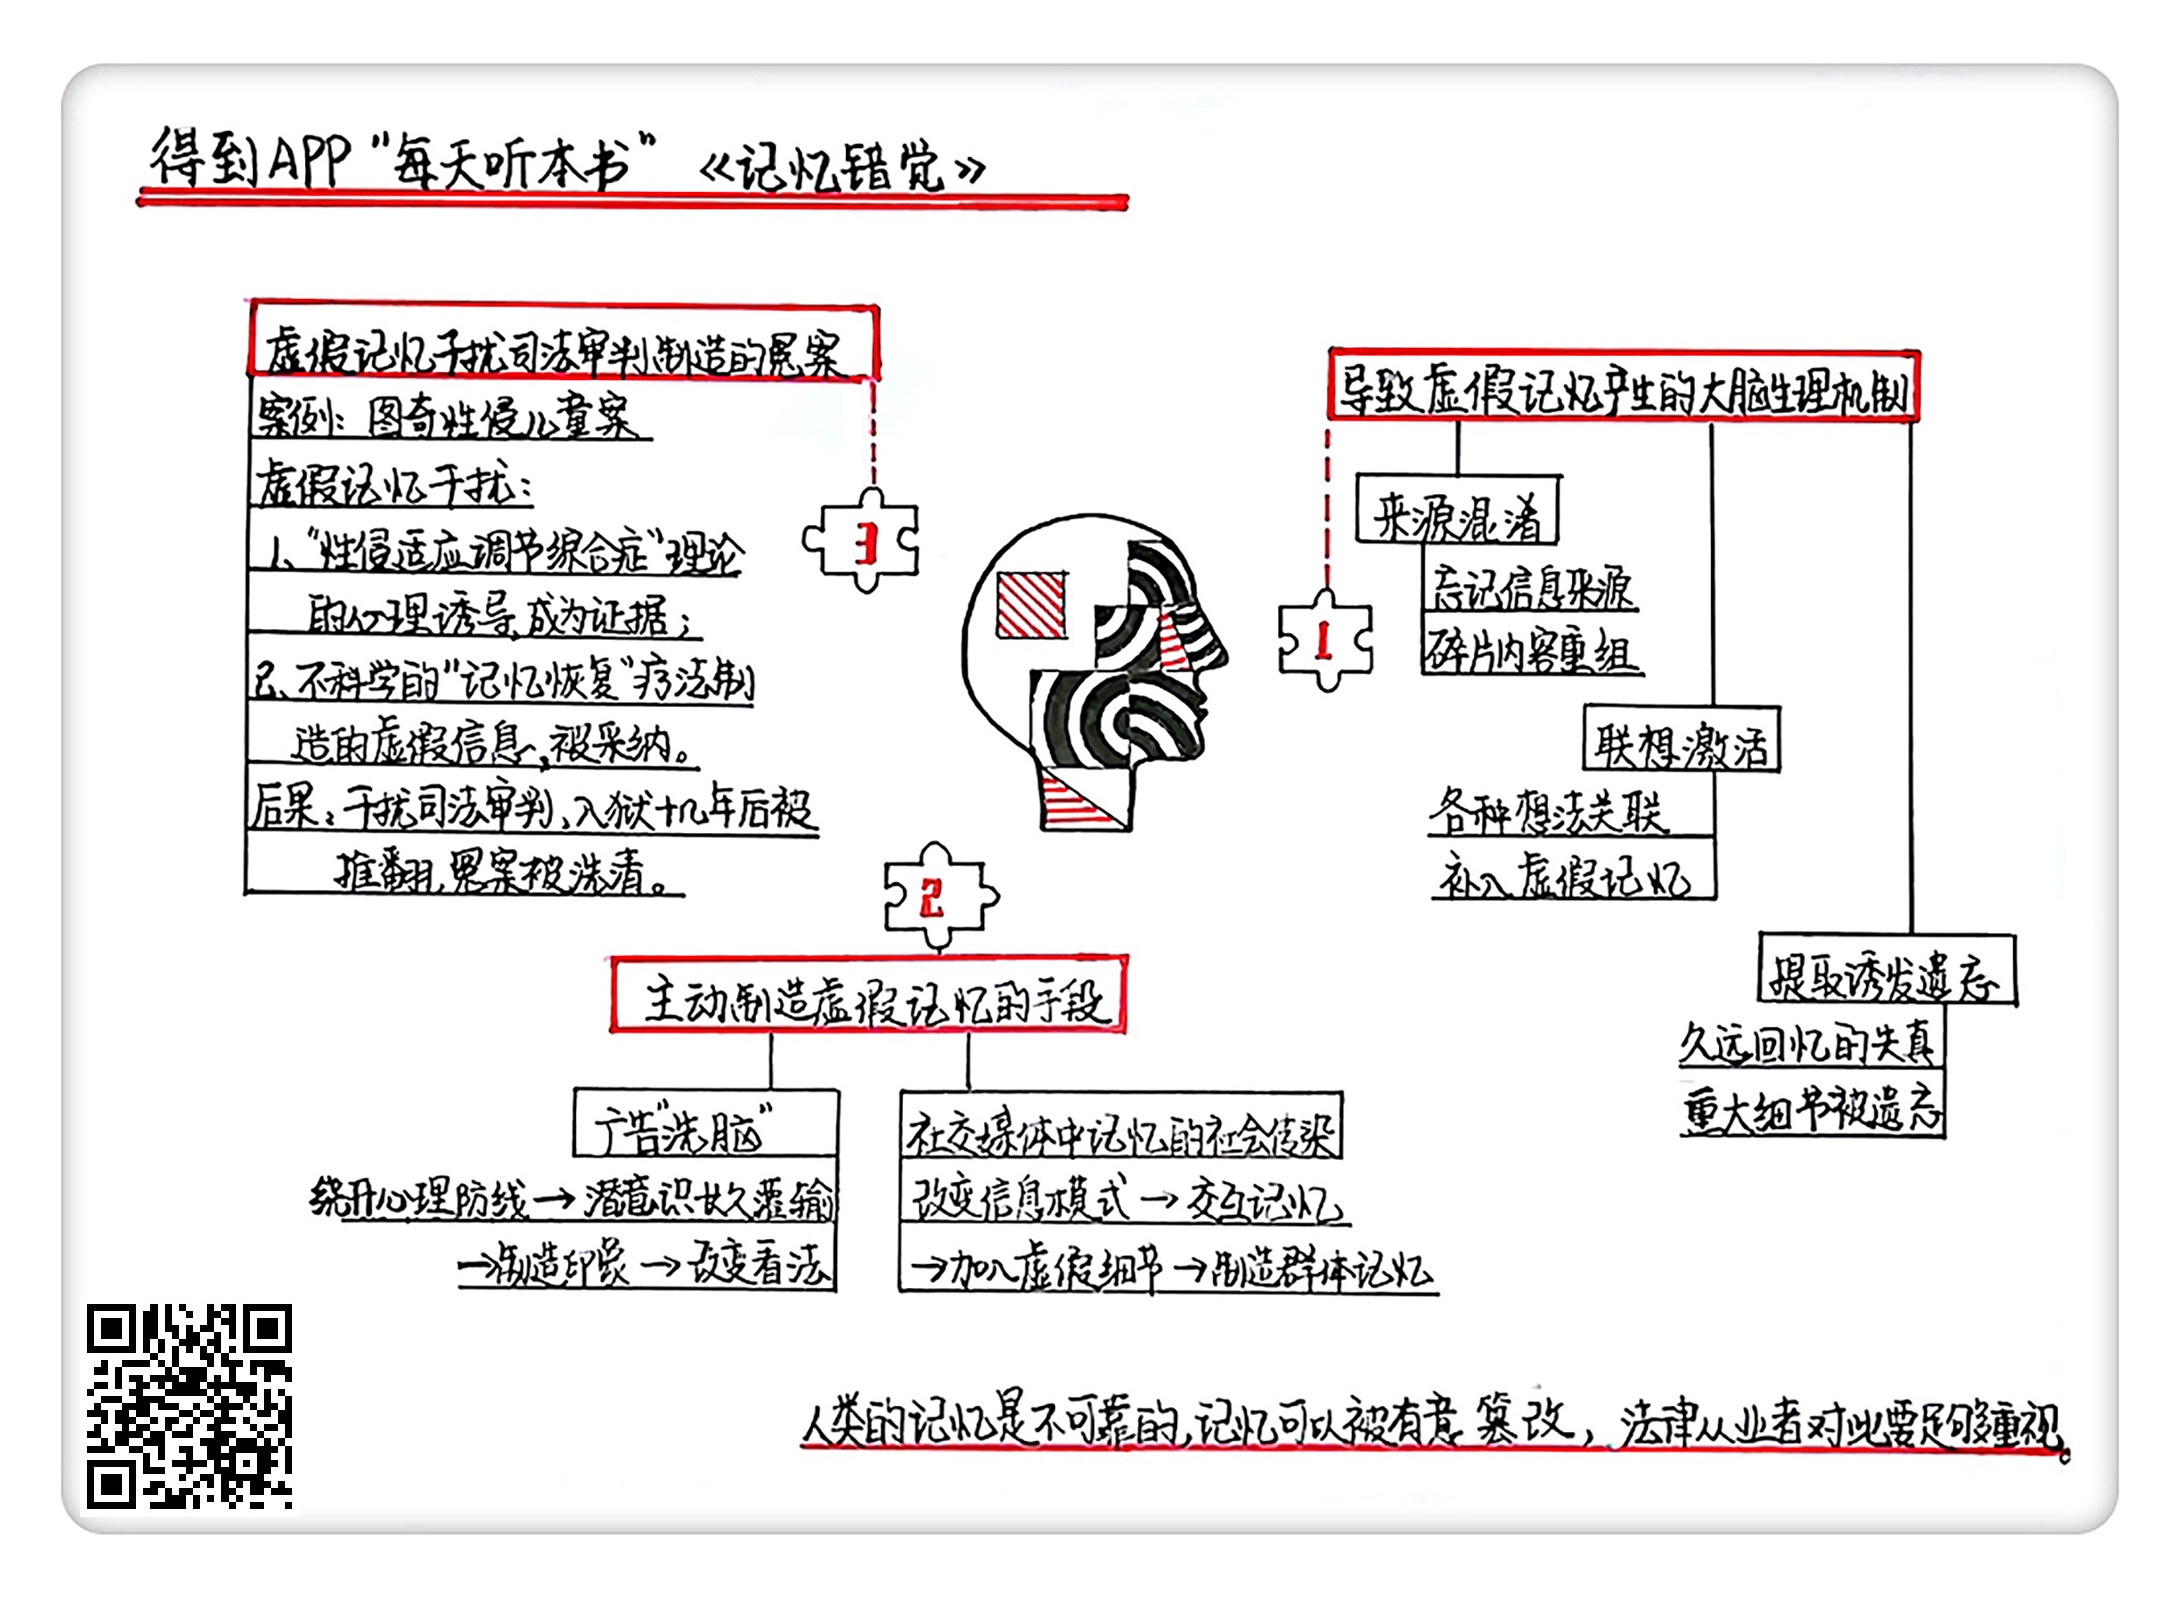 得到APP“每天听本书” 《记忆错觉》
导致虚假记忆产生的大脑生理机制
1
来源混淆
忘记信息来源
碎片内容重组
联想激活
各种想法关联
补入虚假记忆
提取诱发遗忘
久远回忆的失真
重大细节被遗忘
2
主动制造虚假记忆的手段
广告“洗脑”
绕开心理防线→潜意识长久灌输
→制造印象→改变看法
社交媒体中记忆的社会传染
改变信息模式→交互记忆
→加入虚假细节→制造群体记忆
3
虚假记忆干扰司法审判制造的冤案
案例：图奇性侵儿童案
虚假记忆干扰：
1、“性侵适应调节综合症”理论
的心理诱导，成为证据；
2、不科学的“记忆恢复”疗法制
造的虚假信息，被采纳。
后果：干扰司法审判，入狱十几年后被
推翻，冤案被洗清。
人类的记忆是不可靠的，记忆可以被有意篡改，法律从业者对此要足够重视。